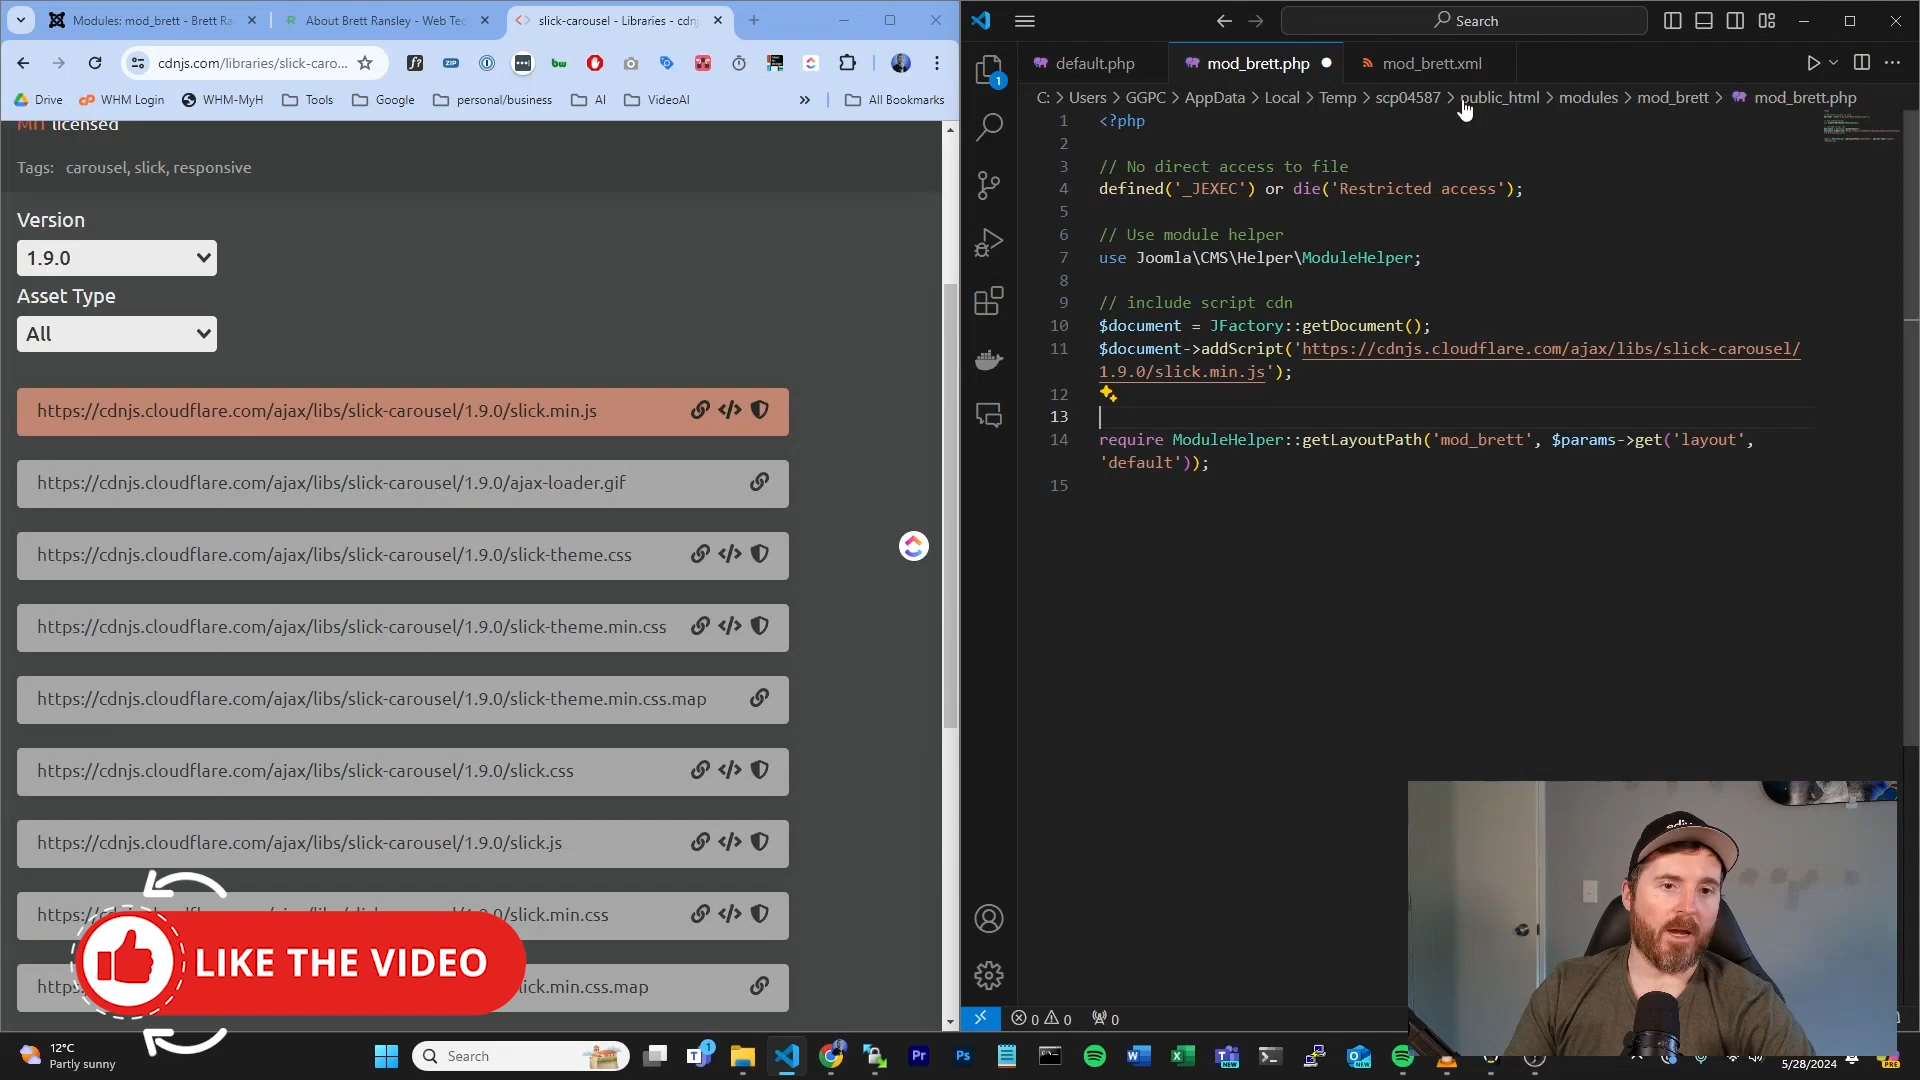 Modules: mod_brett - Brett Ra
About Brett Ransley - Web Tec
slick-carousel - Libraries - cdnj
Search
cdnjs.com/libraries/slick-caro...
default.php
mod_brett.php
mod_brett.xml
Drive
WHM Login
WHM-MyH
Tools
Google
personal/business
AI
VideoAI
All Bookmarks
C: > Users > GGPC > AppData > Local > Temp > scp04587 > public_html > modules > mod_brett > mod_brett.php
MIT licensed
Tags: carousel, slick, responsive
Version
1.9.0
Asset Type
All
https://cdnjs.cloudflare.com/ajax/libs/slick-carousel/1.9.0/slick.min.js
https://cdnjs.cloudflare.com/ajax/libs/slick-carousel/1.9.0/ajax-loader.gif
https://cdnjs.cloudflare.com/ajax/libs/slick-carousel/1.9.0/slick-theme.css
https://cdnjs.cloudflare.com/ajax/libs/slick-carousel/1.9.0/slick-theme.min.css
https://cdnjs.cloudflare.com/ajax/libs/slick-carousel/1.9.0/slick-theme.min.css.map
https://cdnjs.cloudflare.com/ajax/libs/slick-carousel/1.9.0/slick.css
https://cdnjs.cloudflare.com/ajax/libs/slick-carousel/1.9.0/slick.js
slick.min.css
LIKE THE VIDEO
lick.min.css.map
1 <?php
2
3 // No direct access to file
4 defined('_JEXEC') or die('Restricted access');
5
6 // Use module helper
7 use Joomla\CMS\Helper\ModuleHelper;
8
9 // include script cdn
10 $document = JFactory::getDocument();
11 $document->addScript('https://cdnjs.cloudflare.com/ajax/libs/slick-carousel/
1.9.0/slick.min.js');
12
13
14 require ModuleHelper::getLayoutPath('mod_brett', $params->get('layout',
'default'));
15
0 0 0
12°C
Partly sunny
Search
5/28/2024